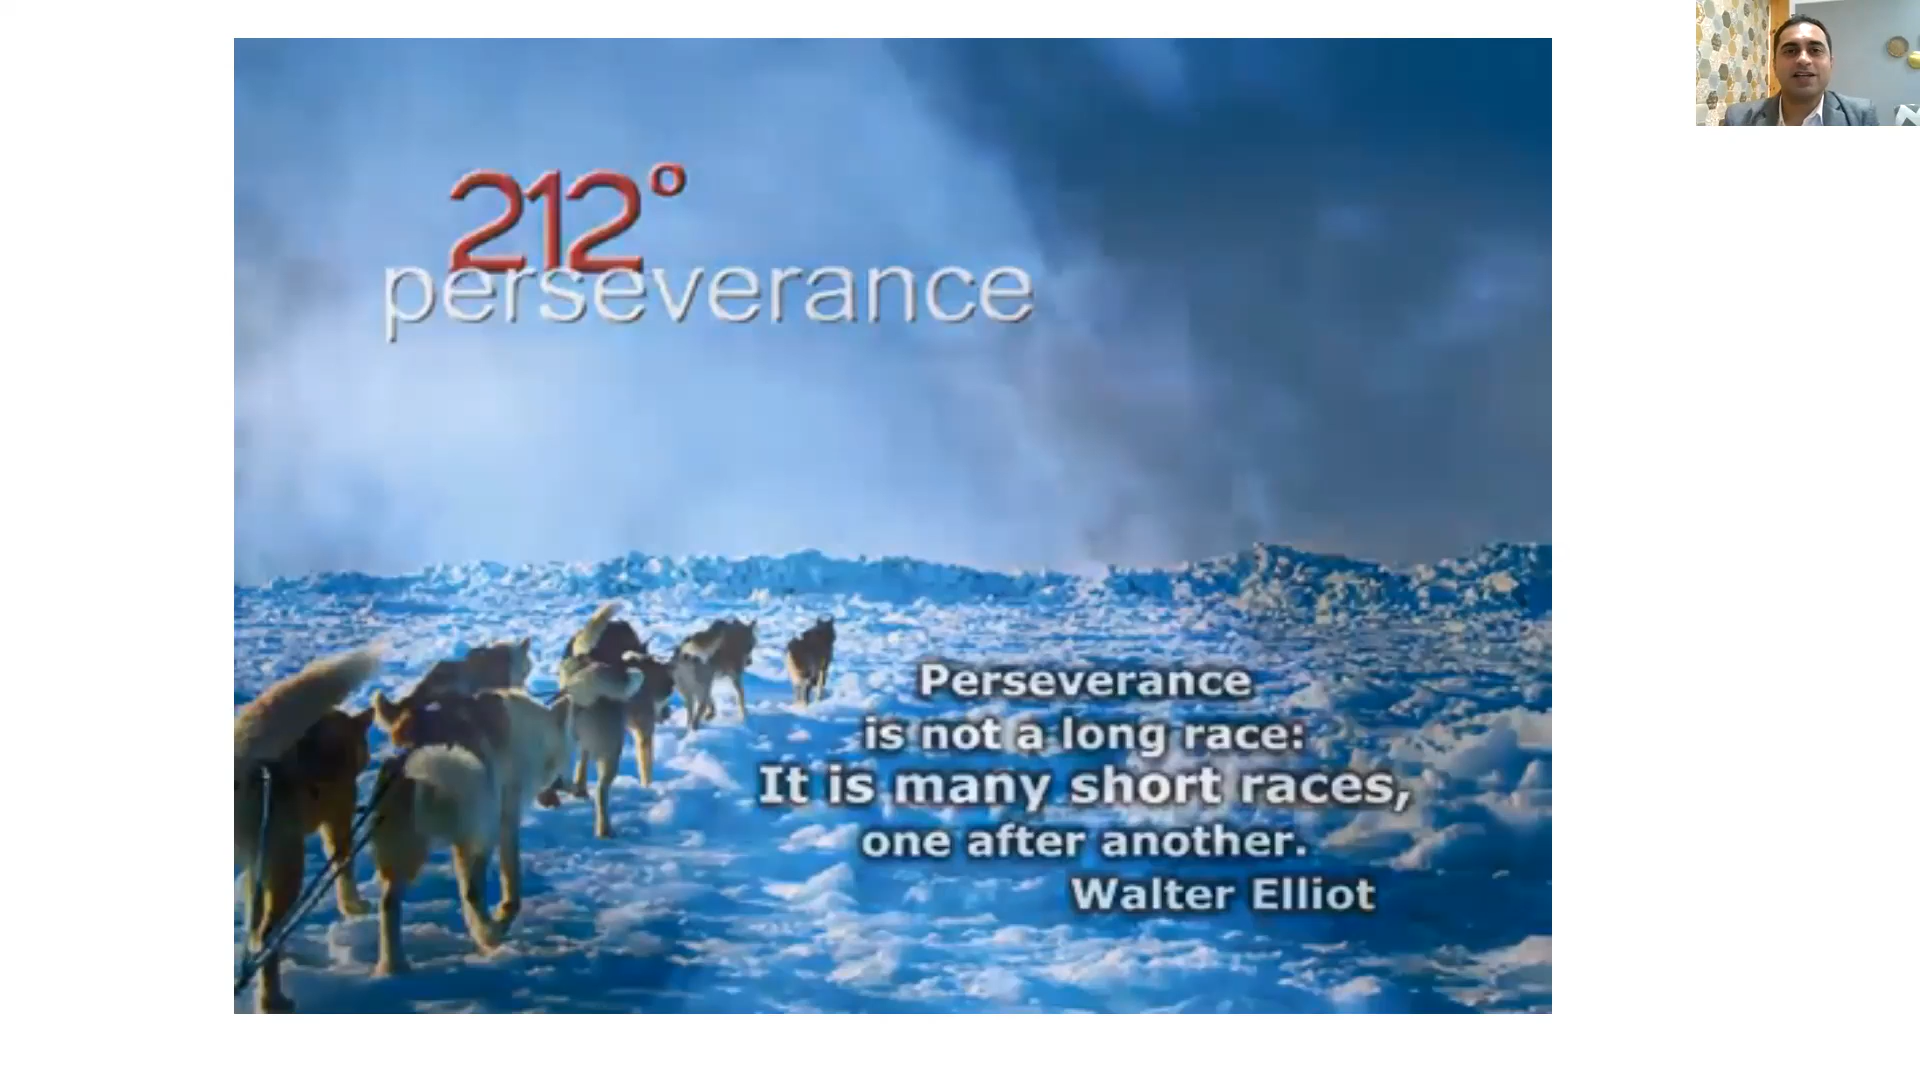 212°
perseverance
Perseverance
is not a long race:
It is many short races,
one after another.
Walter Elliot